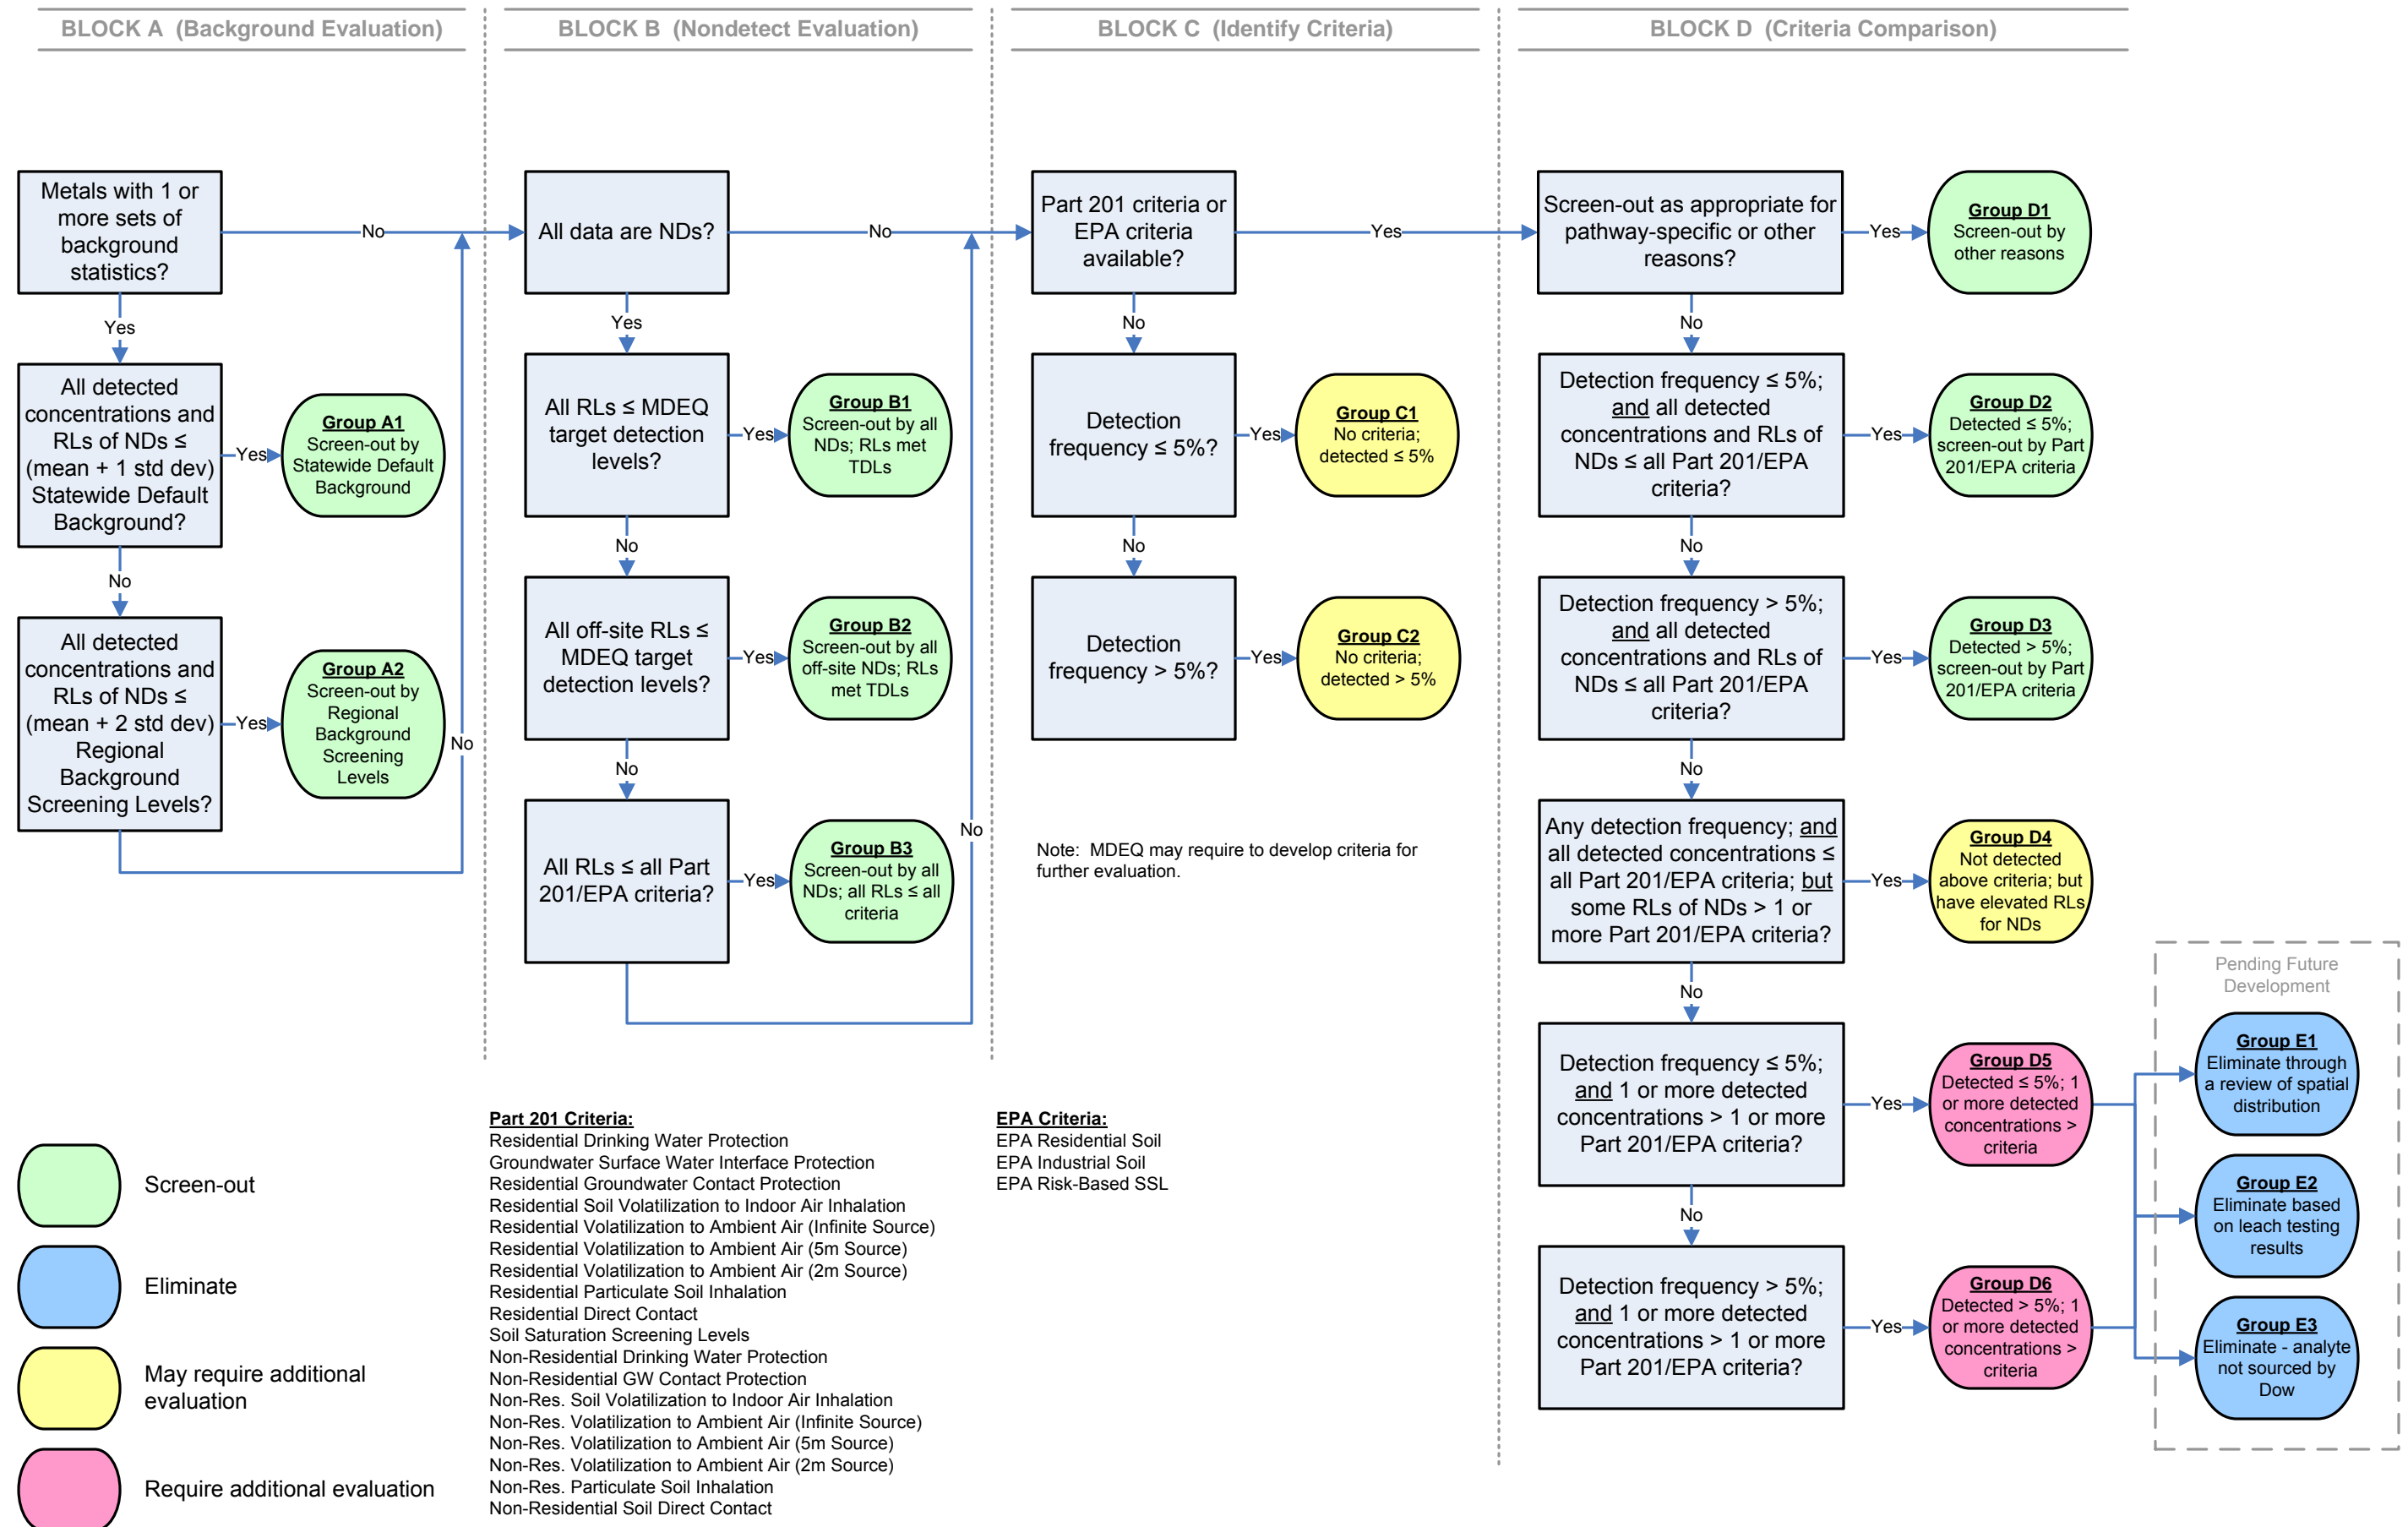 BLOCK A  (Background Evaluation)
BLOCK B  (Nondetect Evaluation)
BLOCK C  (Identify Criteria)
BLOCK D  (Criteria Comparison)
Metals with 1 or
more sets of
background
statistics?
No
Yes
All detected
concentrations and
RLs of NDs ≤
(mean + 1 std dev)
Statewide Default
Background?
Yes
Group A1
Screen-out by
Statewide Default
Background
No
All detected
concentrations and
RLs of NDs ≤
(mean + 2 std dev)
Regional
Background
Screening Levels?
Yes
Group A2
Screen-out by
Regional
Background
Screening
Levels
No
All data are NDs?
No
Yes
All RLs ≤ MDEQ
target detection
levels?
Yes
Group B1
Screen-out by all
NDs; RLs met
TDLs
No
All off-site RLs ≤
MDEQ target
detection levels?
Yes
Group B2
Screen-out by all
off-site NDs; RLs
met TDLs
No
All RLs ≤ all Part
201/EPA criteria?
Yes
Group B3
Screen-out by all
NDs; all RLs ≤ all
criteria
No
Part 201 criteria or
EPA criteria
available?
Yes
No
Detection
frequency ≤ 5%?
Yes
Group C1
No criteria;
detected ≤ 5%
No
Detection
frequency > 5%?
Yes
Group C2
No criteria;
detected > 5%
Note:  MDEQ may require to develop criteria for
further evaluation.
Screen-out as appropriate for
pathway-specific or other
reasons?
Yes
Group D1
Screen-out by
other reasons
No
Detection frequency ≤ 5%;
and all detected
concentrations and RLs of
NDs ≤ all Part 201/EPA
criteria?
Yes
Group D2
Detected ≤ 5%;
screen-out by Part
201/EPA criteria
No
Detection frequency > 5%;
and all detected
concentrations and RLs of
NDs ≤ all Part 201/EPA
criteria?
Yes
Group D3
Detected > 5%;
screen-out by Part
201/EPA criteria
No
Any detection frequency; and
all detected concentrations ≤
all Part 201/EPA criteria; but
some RLs of NDs > 1 or
more Part 201/EPA criteria?
Yes
Group D4
Not detected
above criteria; but
have elevated RLs
for NDs
No
Detection frequency ≤ 5%;
and 1 or more detected
concentrations > 1 or more
Part 201/EPA criteria?
Yes
Group D5
Detected ≤ 5%; 1
or more detected
concentrations >
criteria
No
Detection frequency > 5%;
and 1 or more detected
concentrations > 1 or more
Part 201/EPA criteria?
Yes
Group D6
Detected > 5%; 1
or more detected
concentrations >
criteria
Pending Future
Development
Group E1
Eliminate through
a review of spatial
distribution
Group E2
Eliminate based
on leach testing
results
Group E3
Eliminate - analyte
not sourced by
Dow
Screen-out
Eliminate
May require additional
evaluation
Require additional evaluation
Part 201 Criteria:
Residential Drinking Water Protection
Groundwater Surface Water Interface Protection
Residential Groundwater Contact Protection
Residential Soil Volatilization to Indoor Air Inhalation
Residential Volatilization to Ambient Air (Infinite Source)
Residential Volatilization to Ambient Air (5m Source)
Residential Volatilization to Ambient Air (2m Source)
Residential Particulate Soil Inhalation
Residential Direct Contact
Soil Saturation Screening Levels
Non-Residential Drinking Water Protection
Non-Residential GW Contact Protection
Non-Res. Soil Volatilization to Indoor Air Inhalation
Non-Res. Volatilization to Ambient Air (Infinite Source)
Non-Res. Volatilization to Ambient Air (5m Source)
Non-Res. Volatilization to Ambient Air (2m Source)
Non-Res. Particulate Soil Inhalation
Non-Residential Soil Direct Contact
EPA Criteria:
EPA Residential Soil
EPA Industrial Soil
EPA Risk-Based SSL